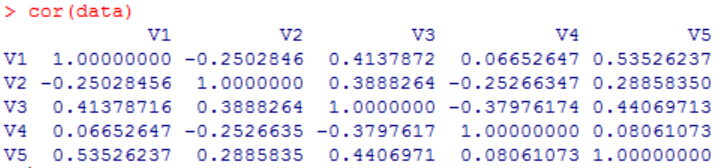 > cor(data)
V1 V2 V3 V4 V5
V1 1.00000000 -0.2502846 0.4137872 0.06652647 0.53526237
V2 -0.25028456 1.0000000 0.3888264 -0.25266347 0.28858350
V3 0.41378716 0.3888264 1.0000000 -0.37976174 0.44069713
V4 0.06652647 -0.2526635 -0.3797617 1.00000000 0.08061073
V5 0.53526237 0.2885835 0.4406971 0.08061073 1.00000000